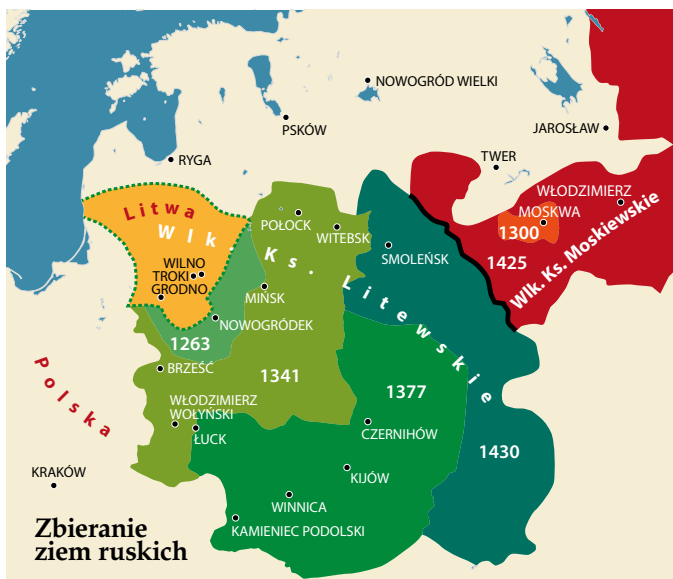 NOWOGRÓD WIELKI
PSKÓW
JAROSŁAW
RYGA
TWER
WŁODZIMIERZ
MOSKWA
1300
1425
Wlk. Ks. Moskiewskie
Litwa
Wlk. Ks. Litewskie
POŁOCK
WITEBSK
SMOLEŃSK
WILNO
TROKI
GRODNO
MIŃSK
NOWOGRÓDEK
1263
BRZEŚĆ
1341
1377
Polska
WŁODZIMIERZ
WOŁYŃSKI
ŁUCK
CZERNIHÓW
1430
KRAKÓW
KIJÓW
WINNICA
KAMIENIEC PODOLSKI
Zbieranie
ziem ruskich